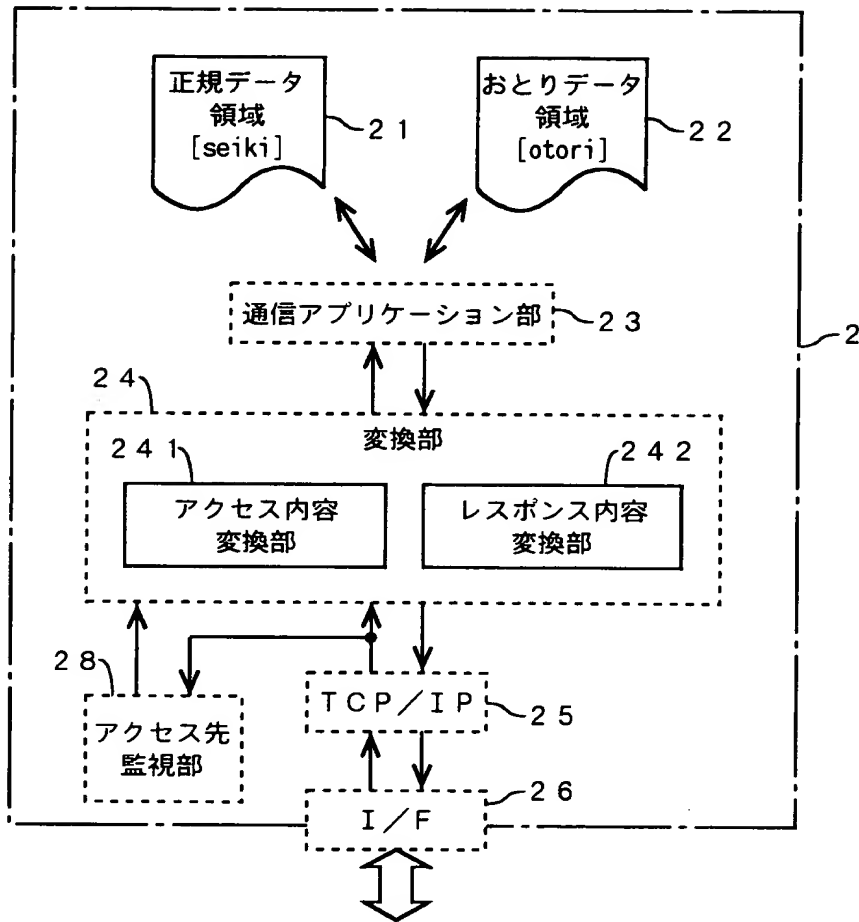 正規データ
領域
[seiki]
２１
おとりデータ
領域
[otori]
２２
通信アプリケーション部
２３
２
２４
変換部
２４１
アクセス内容
変換部
２４２
レスポンス内容
変換部
２８
アクセス先
監視部
ＴＣＰ／ＩＰ
２５
Ｉ／Ｆ
２６